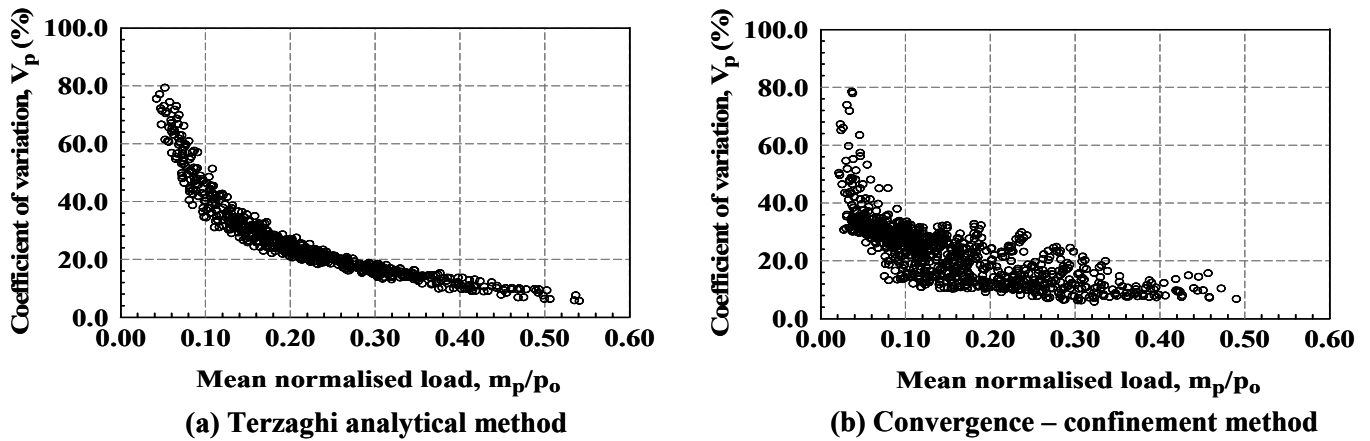 Coefficient of variation, Vp (%)
100.0
80.0
60.0
40.0
20.0
0.0
0.00 0.10 0.20 0.30 0.40 0.50 0.60
Mean normalised load, mp/po
(a) Terzaghi analytical method
Coefficient of variation, Vp (%)
100.0
80.0
60.0
40.0
20.0
0.0
0.00 0.10 0.20 0.30 0.40 0.50 0.60
Mean normalised load, mp/po
(b) Convergence – confinement method